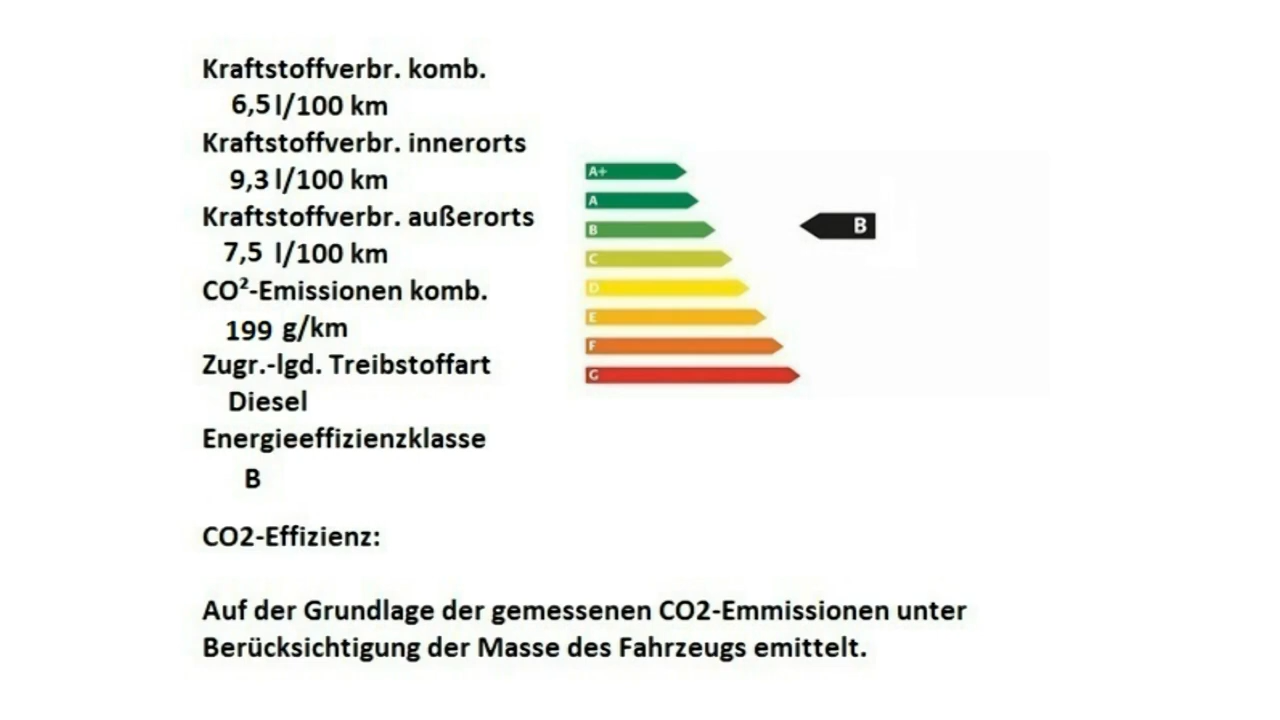 Kraftstoffverbr. komb.
6,5 l/100 km
Kraftstoffverbr. innerorts
9,3 l/100 km
Kraftstoffverbr. außerorts
7,5 l/100 km
CO²-Emissionen komb.
199 g/km
Zugr.-lgd. Treibstoffart
Diesel
Energieeffizienzklasse
B
A+
A
B
C
D
E
F
G
B
CO2-Effizienz:
Auf der Grundlage der gemessenen CO2-Emmissionen unter
Berücksichtigung der Masse des Fahrzeugs emittelt.